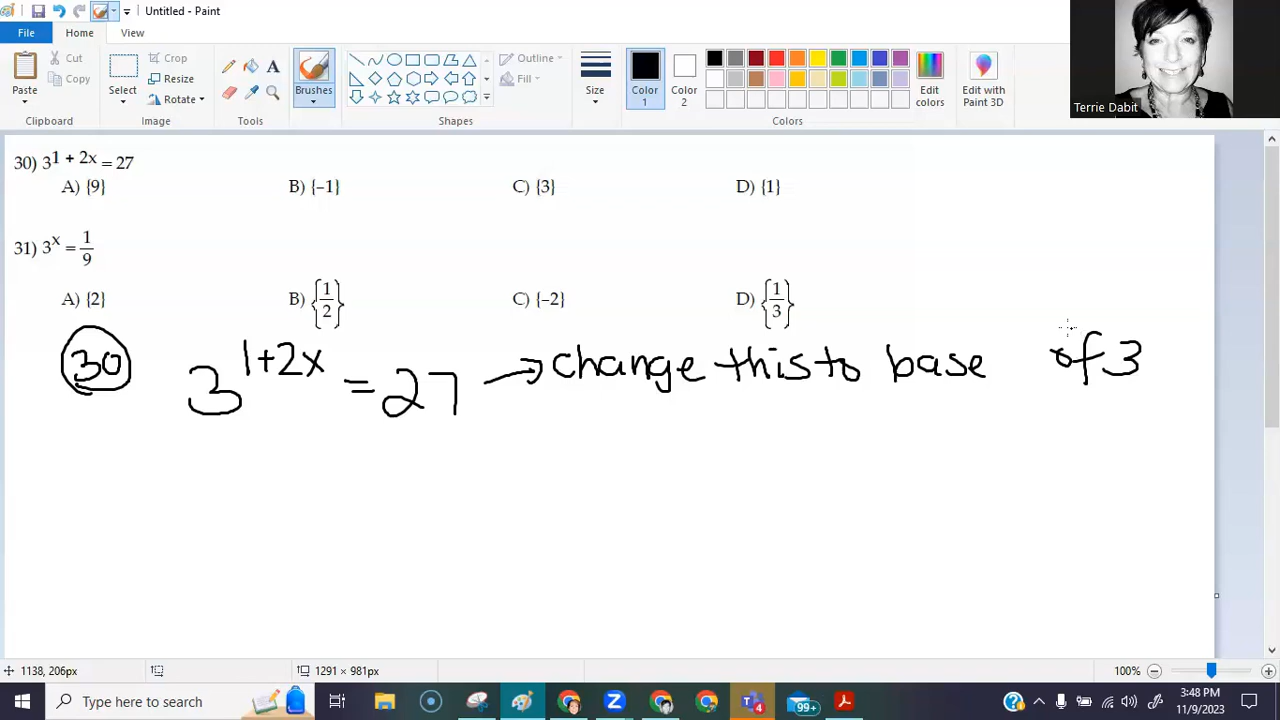 Untitled - Paint
File Home View
Paste Cut Copy Clipboard
Select Crop Resize Rotate Image
A Tools
Brushes
Outline Fill Shapes
Size
Color 1 Color 2 Edit colors Edit with Paint 3D Colors
Terrie Dabit
30) 3^1 + 2x = 27
A) {9} B) {–1} C) {3} D) {1}
31) 3^x = 1/9
A) {2} B) {1/2} C) {–2} D) {1/3}
30 3^1+2x = 27 → change this to base of 3
1138, 206px 1291 × 981px 100%
Type here to search 99+ 4 3:48 PM
11/9/2023